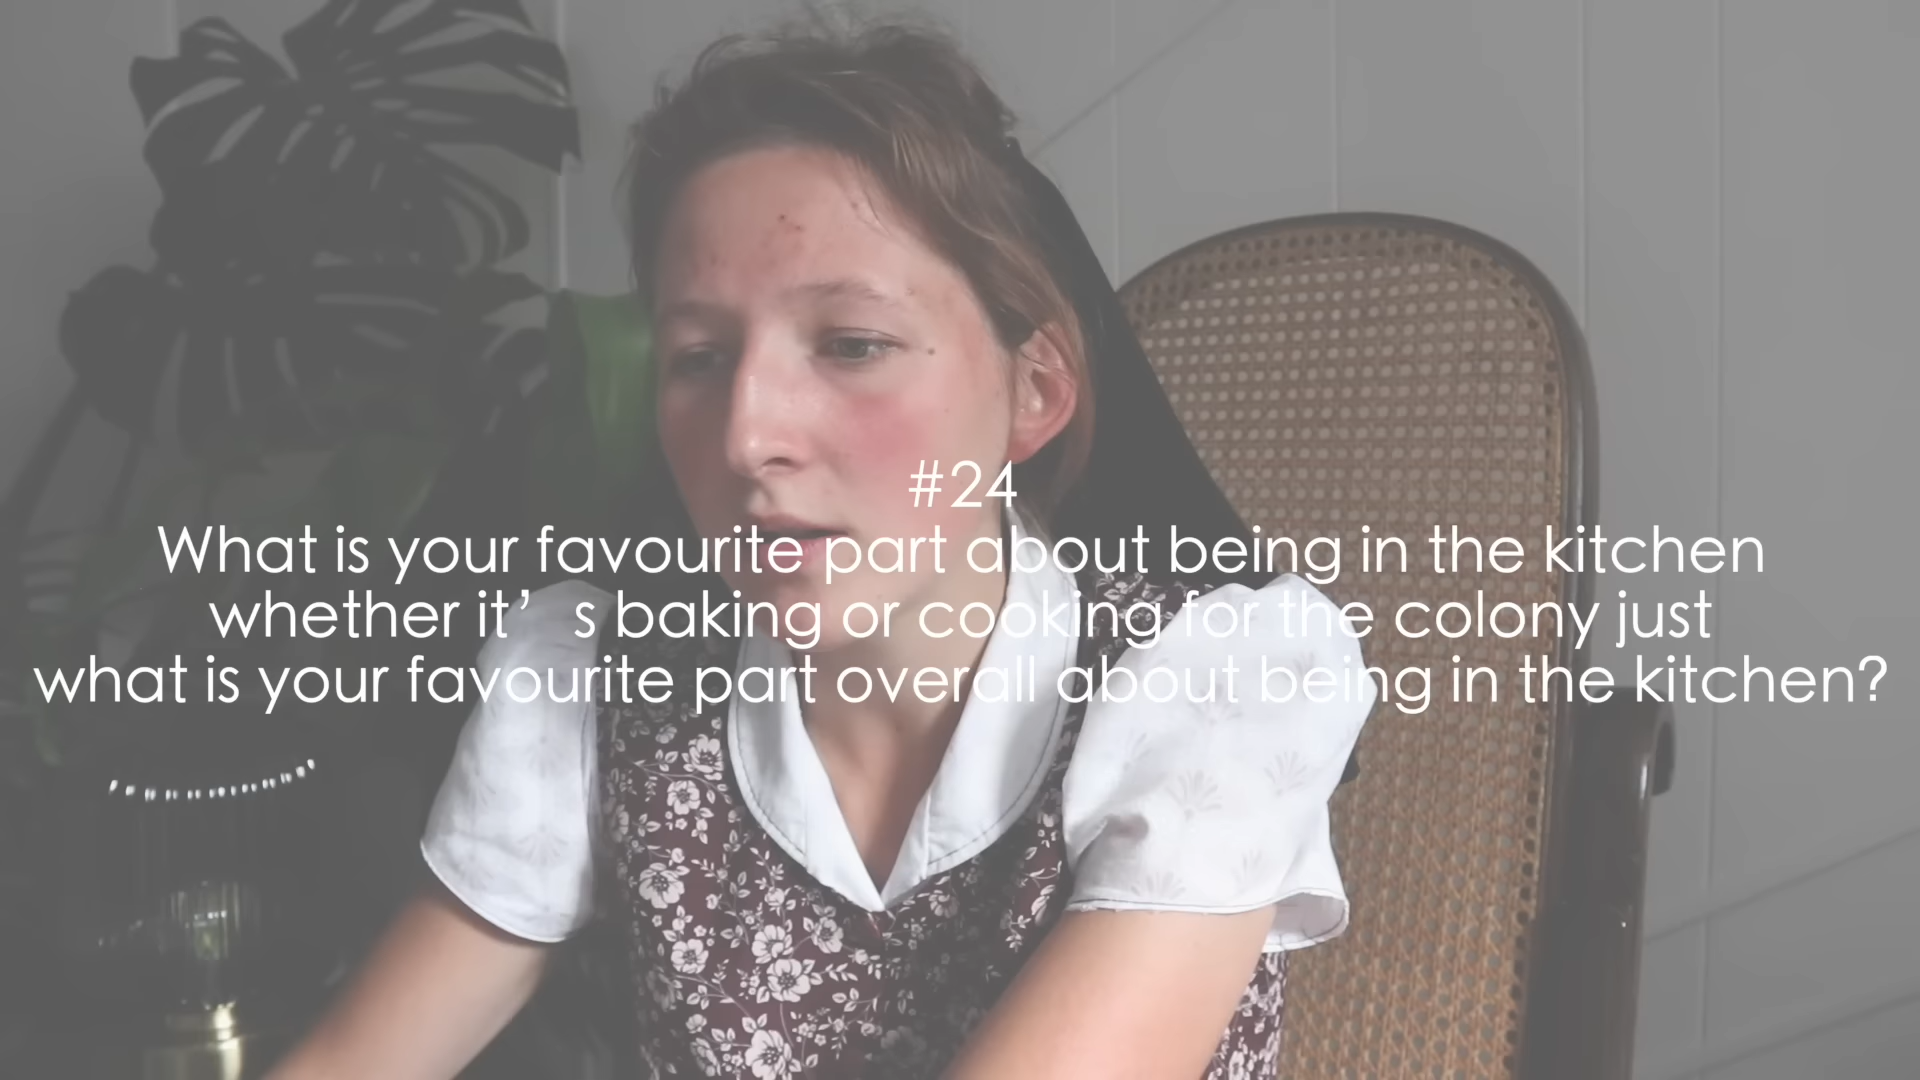 #24
What is your favourite part about being in the kitchen
whether it’s baking or cooking for the colony just
what is your favourite part overall about being in the kitchen?